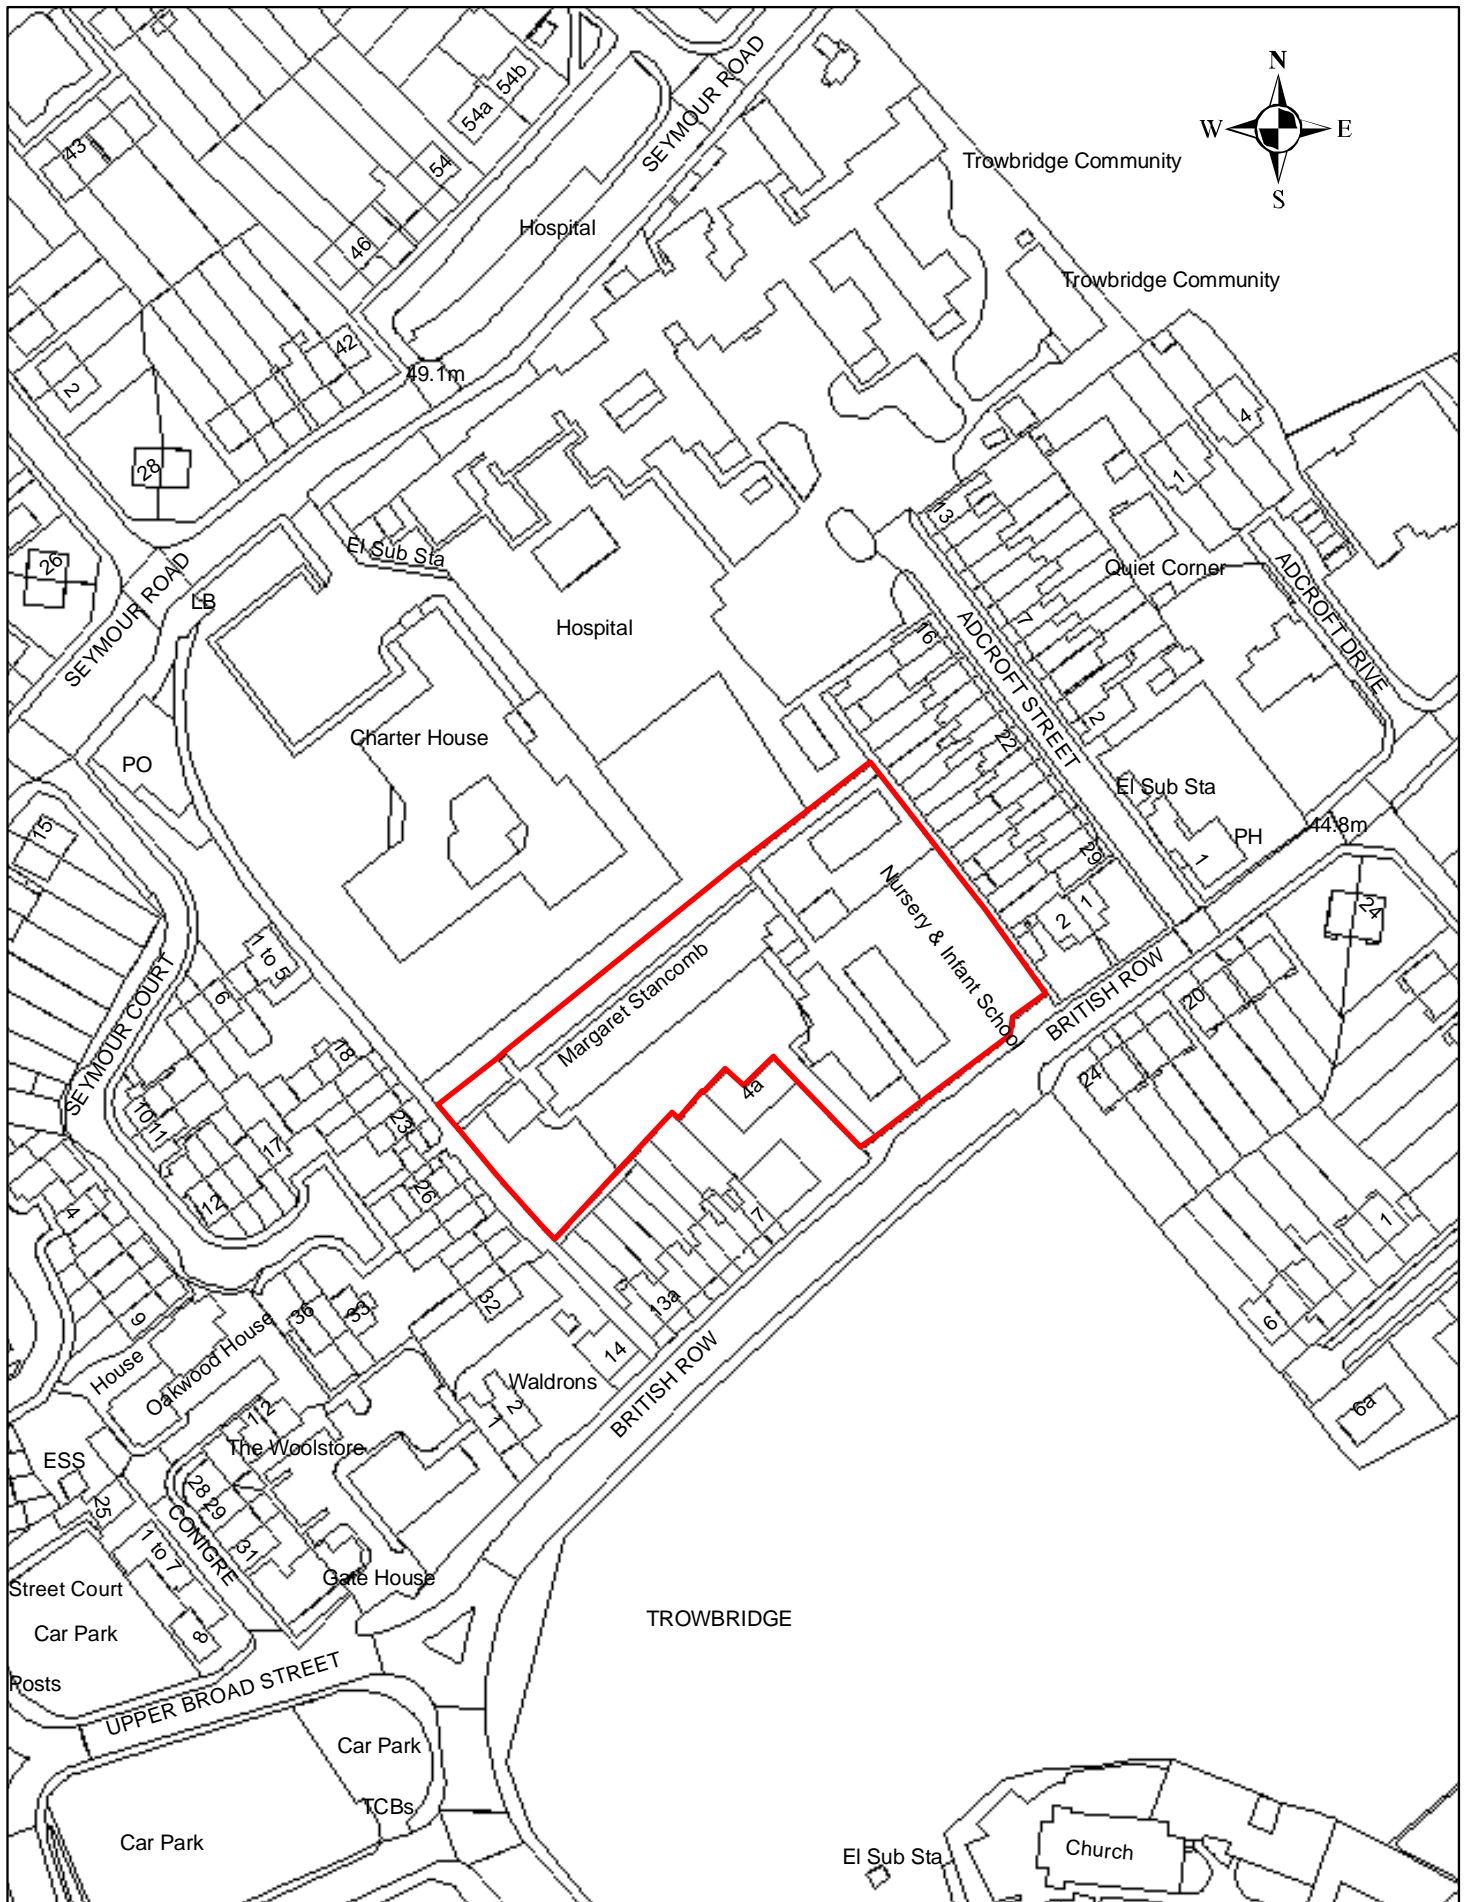 N
W
E
S
54b
54a
54
43
46
SEYMOUR ROAD
Trowbridge Community
Hospital
Trowbridge Community
42
49.1m
2
28
4
1
13
El Sub Sta
26
Quiet Corner
ADCROFT DRIVE
SEYMOUR ROAD
LB
Hospital
16
7
ADCROFT STREET
2
22
Charter House
PO
El Sub Sta
15
PH
44.8m
1
29
Nursery & Infant School
24
1
2
Margaret Stancomb
1 to 5
6
BRITISH ROW
20
SEYMOUR COURT
18
24
4a
10
11
23
17
26
12
4
7
1
32
13a
6
9
36
33
14
House
Oakwood House
Waldrons
BRITISH ROW
1
2
6a
1
2
The Woolstore
ESS
28
29
25
CONIGRE
1 to 7
31
Gate House
Street Court
TROWBRIDGE
Car Park
8
Posts
UPPER BROAD STREET
Car Park
TCBs
Car Park
Church
El Sub Sta